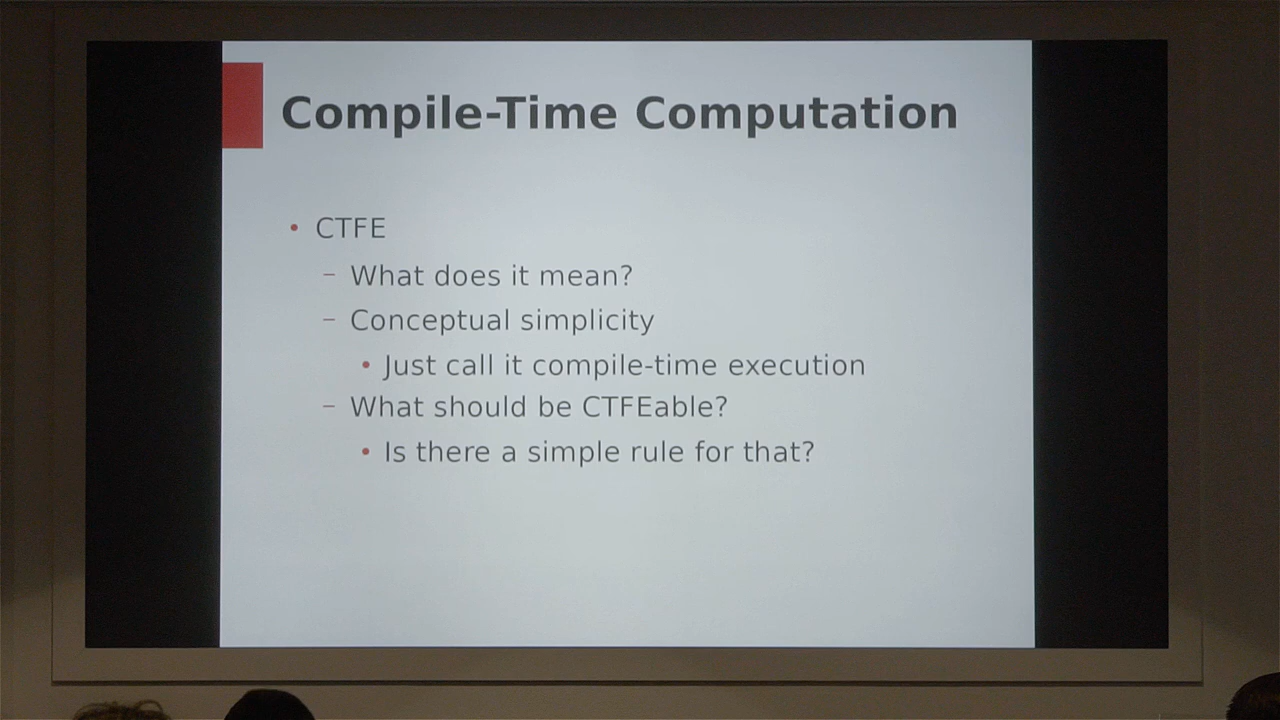 Compile-Time Computation
• CTFE
– What does it mean?
– Conceptual simplicity
• Just call it compile-time execution
– What should be CTFEable?
• Is there a simple rule for that?